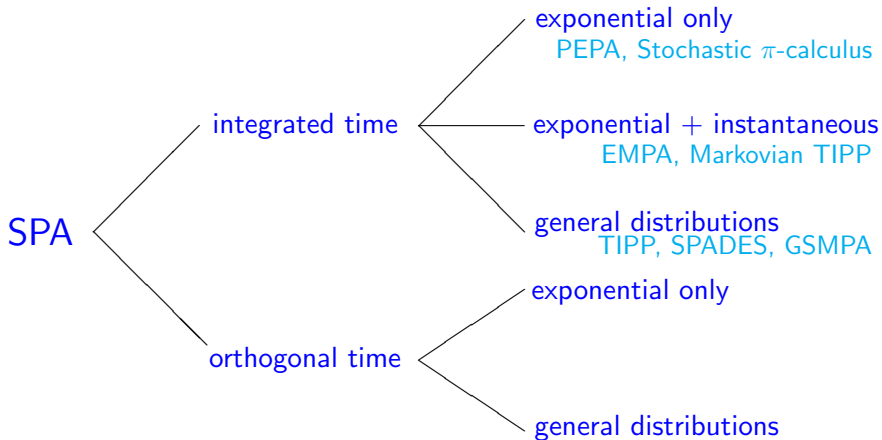 exponential only
PEPA, Stochastic π-calculus
integrated time
exponential + instantaneous
EMPA, Markovian TIPP
SPA
general distributions
TIPP, SPADES, GSMPA
exponential only
orthogonal time
general distributions